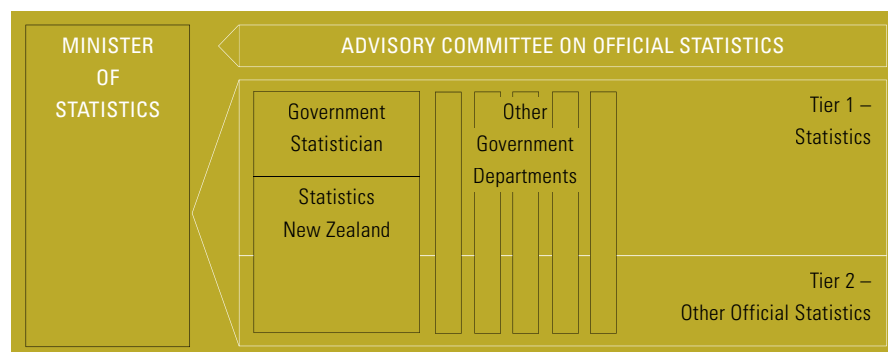 MINISTER
OF
STATISTICS
ADVISORY COMMITTEE ON OFFICIAL STATISTICS
Government
Statistician
Statistics
New Zealand
Other
Government
Departments
Tier 1 –
Statistics
Tier 2 –
Other Official Statistics